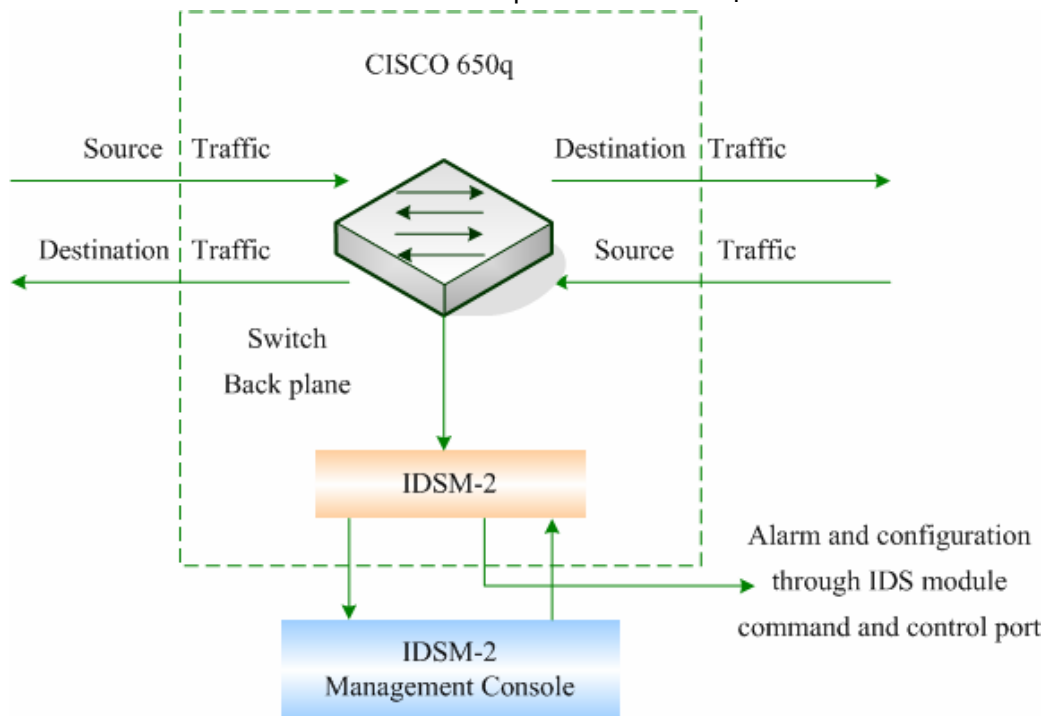 CISCO 650q
Source Traffic
Destination Traffic
Destination Traffic
Source Traffic
Switch
Back plane
IDSM-2
Alarm and configuration
through IDS module
command and control port
IDSM-2
Management Console